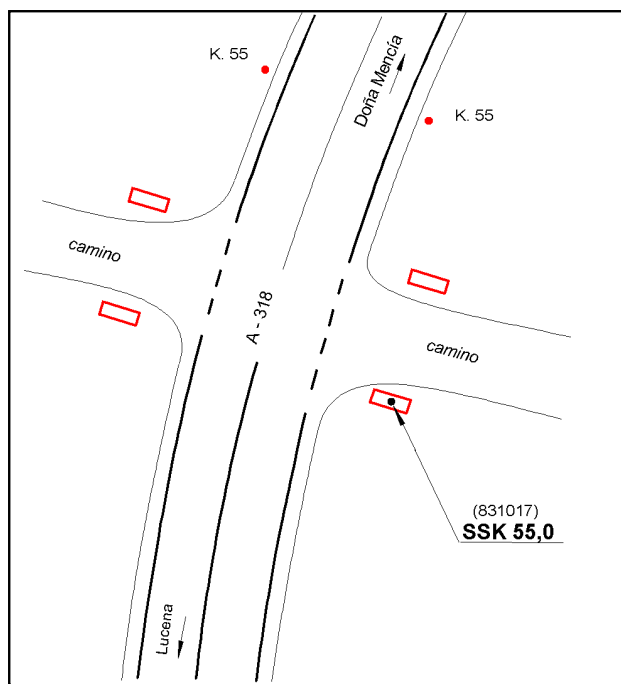 K. 55
Doña Mencía
K. 55
camino
A - 318
camino
(831017)
SSK 55,0
Lucena